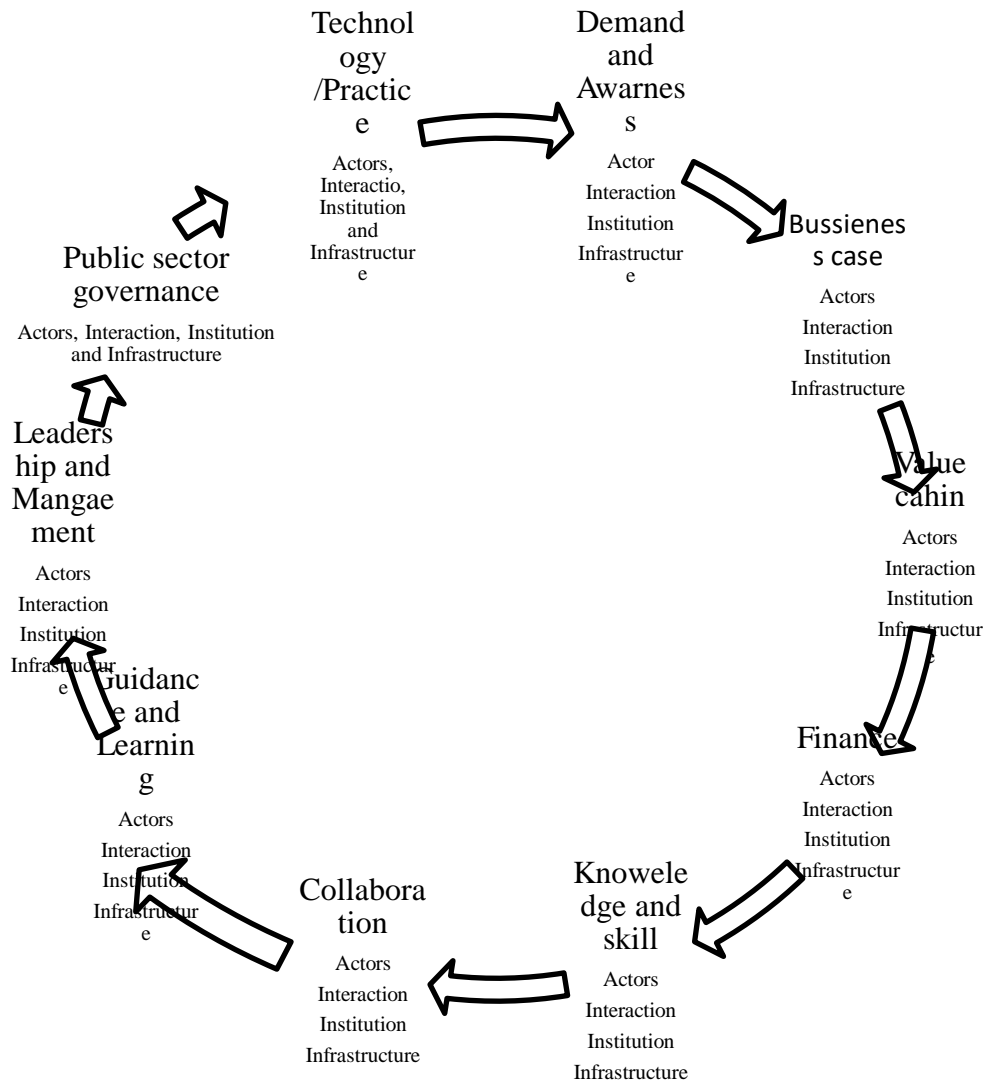 Technol
ogy
/Practic
e
Actors,
Interactio,
Institution
and
Infrastructur
e
Demand
and
Awarnes
s
Actor
Interaction
Institution
Infrastructur
e
Bussienes
s case
Actors
Interaction
Institution
Infrastructure
Value
cahin
Actors
Interaction
Institution
Infrastructur
e
Finance
Actors
Interaction
Institution
Infrastructur
e
Knowele
dge and
skill
Actors
Interaction
Institution
Infrastructure
Collabora
tion
Actors
Interaction
Institution
Infrastructure
Guidanc
e and
Learnin
g
Actors
Interaction
Institution
Infrastructur
e
Leaders
hip and
Mangae
ment
Actors
Interaction
Institution
Infrastructur
e
Public sector
governance
Actors, Interaction, Institution
and Infrastructure